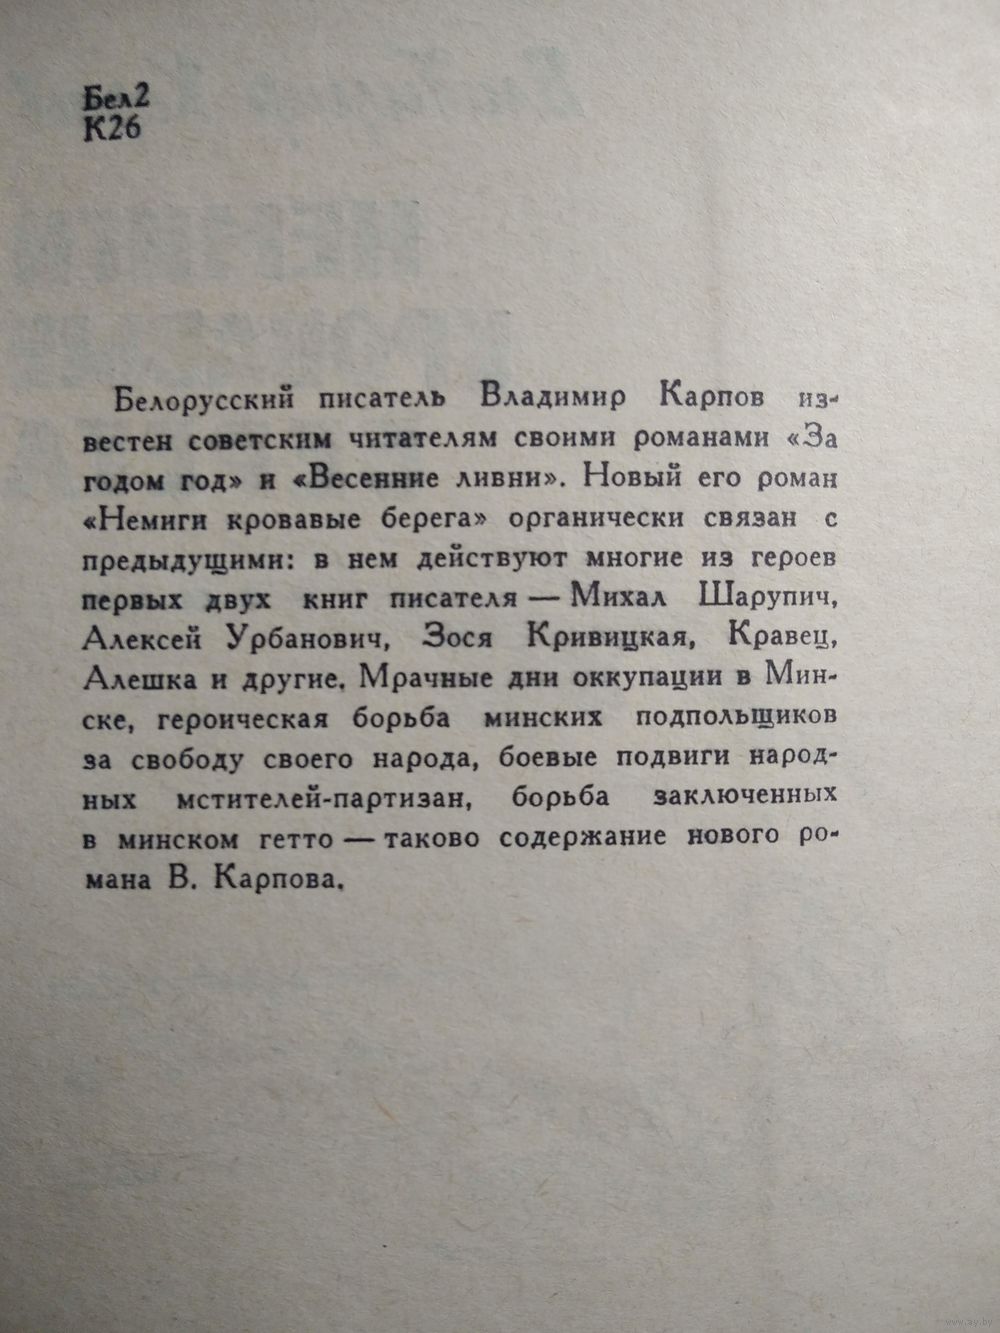 Бел2
К26
Белорусский писатель Владимир Карпов из-
вестен советским читателям своими романами «За
годом год» и «Весенние ливни». Новый его роман
«Немиги кровавые берега» органически связан с
предыдущими: в нем действуют многие из героев
первых двух книг писателя — Михал Шарупич,
Алексей Урбанович, Зося Кривицкая, Кравец,
Алешка и другие. Мрачные дни оккупации в Мин-
ске, героическая борьба минских подпольщиков
за свободу своего народа, боевые подвиги народ-
ных мстителей-партизан, борьба заключенных
в минском гетто — таково содержание нового ро-
мана В. Карпова.
www.ay.by